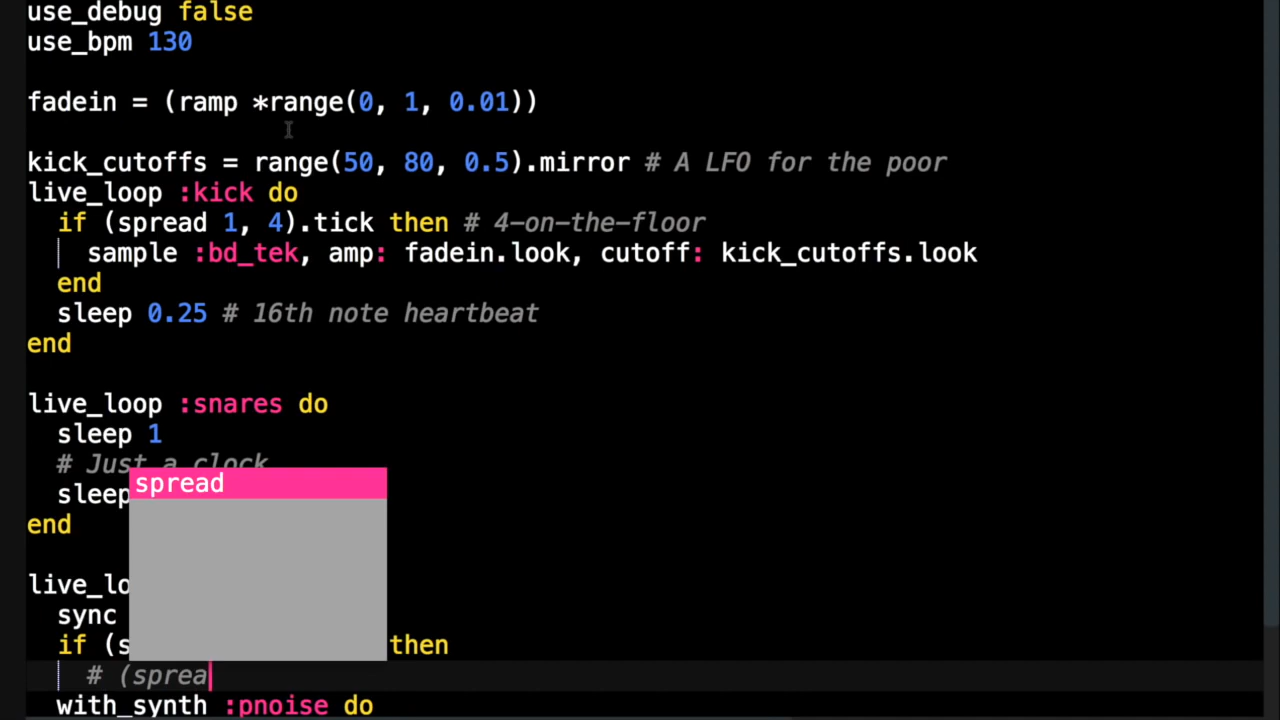 use_debug false
use_bpm 130
fadein = (ramp *range(0, 1, 0.01))
kick_cutoffs = range(50, 80, 0.5).mirror # A LFO for the poor
live_loop :kick do
if (spread 1, 4).tick then # 4-on-the-floor
sample :bd_tek, amp: fadein.look, cutoff: kick_cutoffs.look
end
sleep 0.25 # 16th note heartbeat
end
live_loop :snares do
sleep 1
# Just a clock
spread
sleep
end
live_lo
sync
if (s then
# (sprea
with_synth :pnoise do